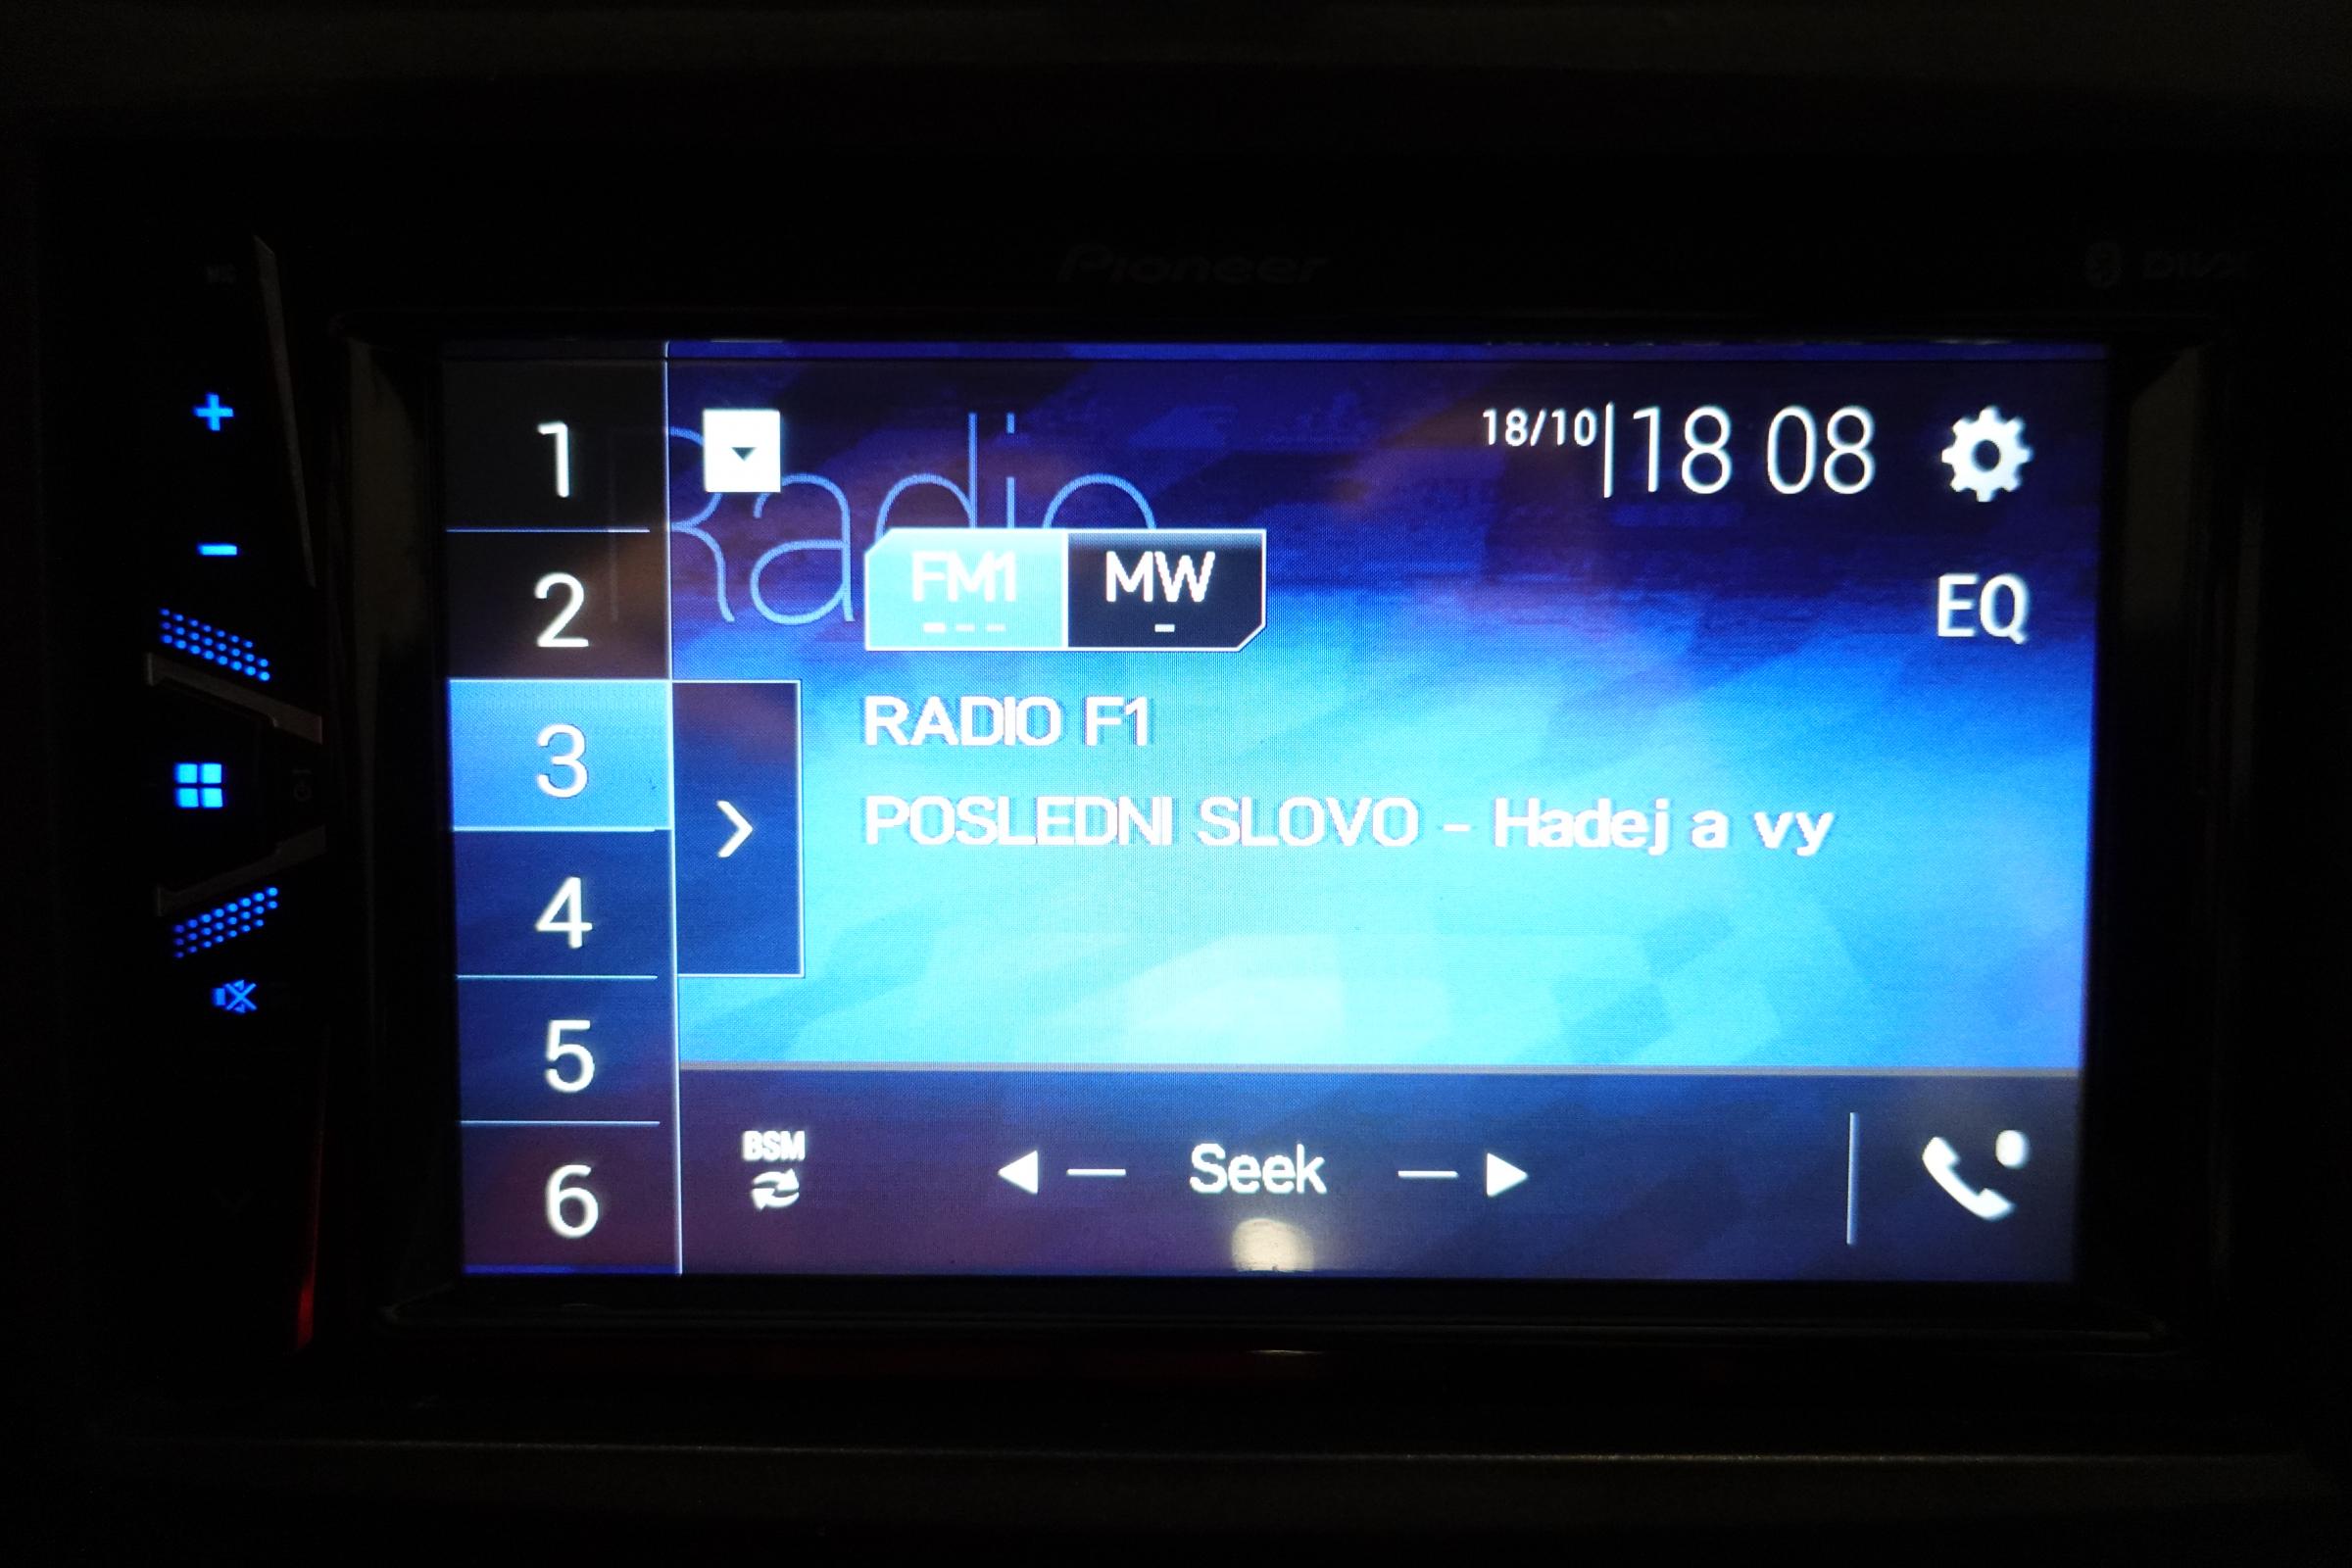 Pioneer
1
2
3
4
5
6
Radio
18/10 18 08
FM1 MW
EQ
RADIO F1
POSLEDNI SLOVO - Hadej a vy
BSM
Seek